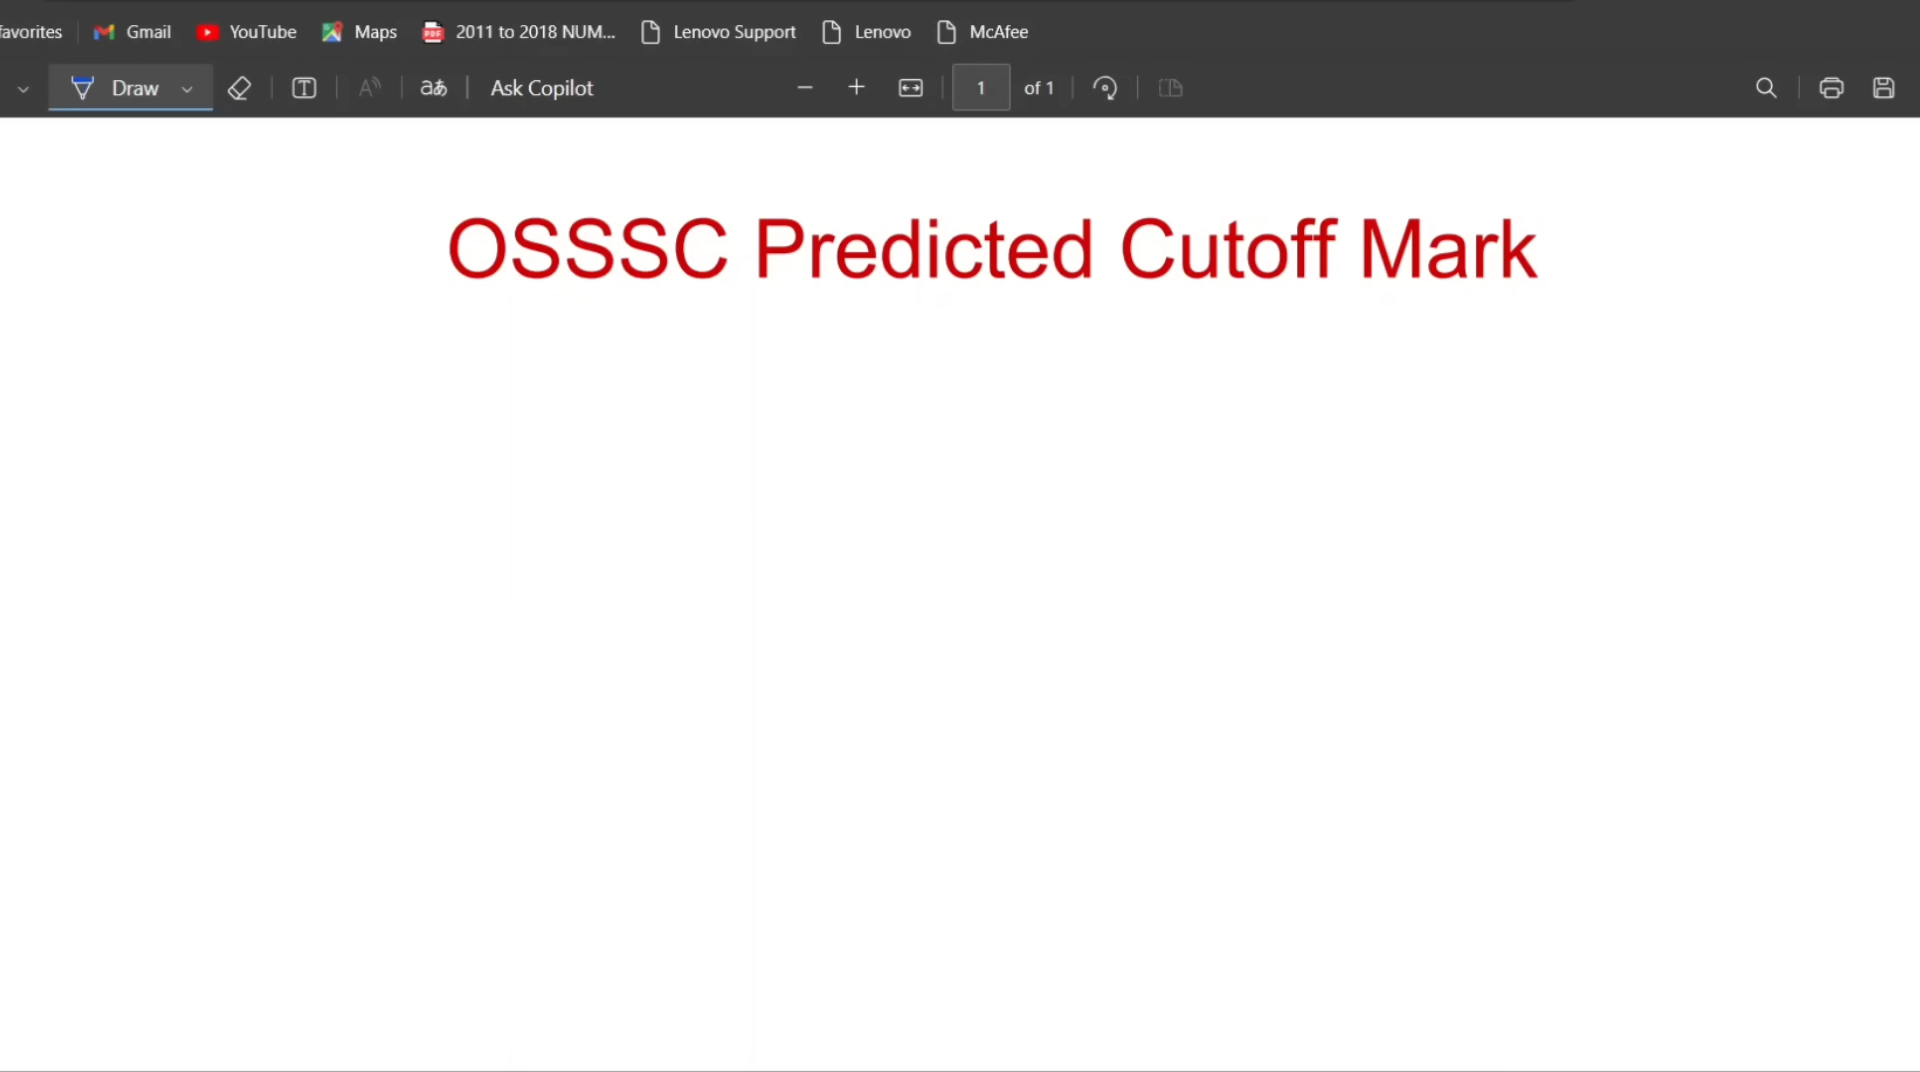 favorites Gmail YouTube Maps 2011 to 2018 NUM... Lenovo Support Lenovo McAfee
Draw Ask Copilot 1 of 1
OSSSC Predicted Cutoff Mark